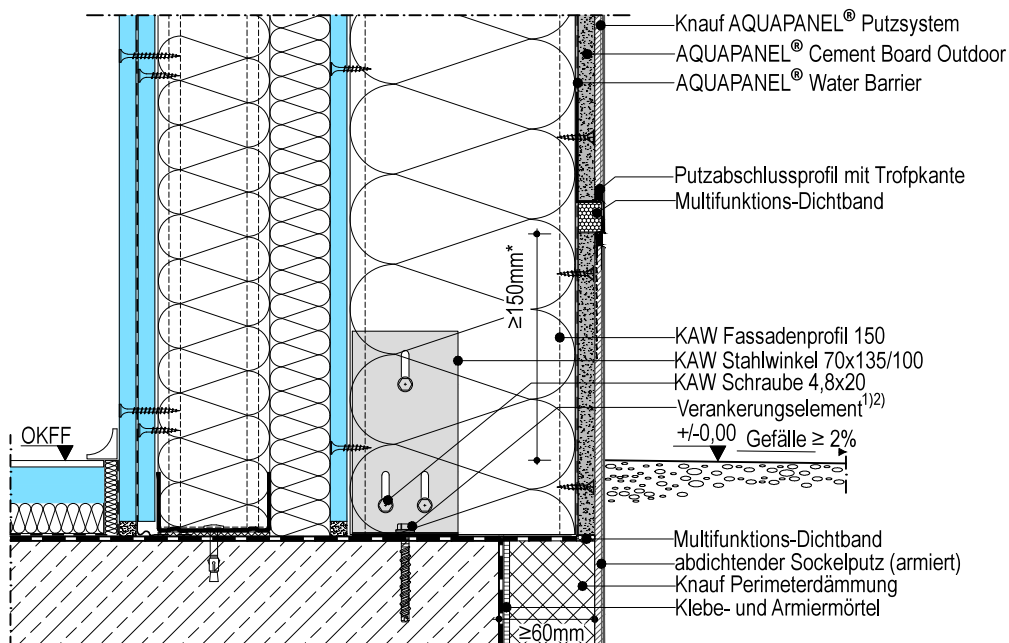 Knauf AQUAPANEL® Putzsystem
AQUAPANEL® Cement Board Outdoor
AQUAPANEL® Water Barrier
Putzabschlussprofil mit Trofpkante
Multifunktions-Dichtband
≥150mm*
KAW Fassadenprofil 150
KAW Stahlwinkel 70x135/100
KAW Schraube 4,8x20
Verankerungselement1)2)
OKFF
+/-0,00 Gefälle ≥ 2%
Multifunktions-Dichtband
abdichtender Sockelputz (armiert)
Knauf Perimeterdämmung
Klebe- und Armiermörtel
≥60mm